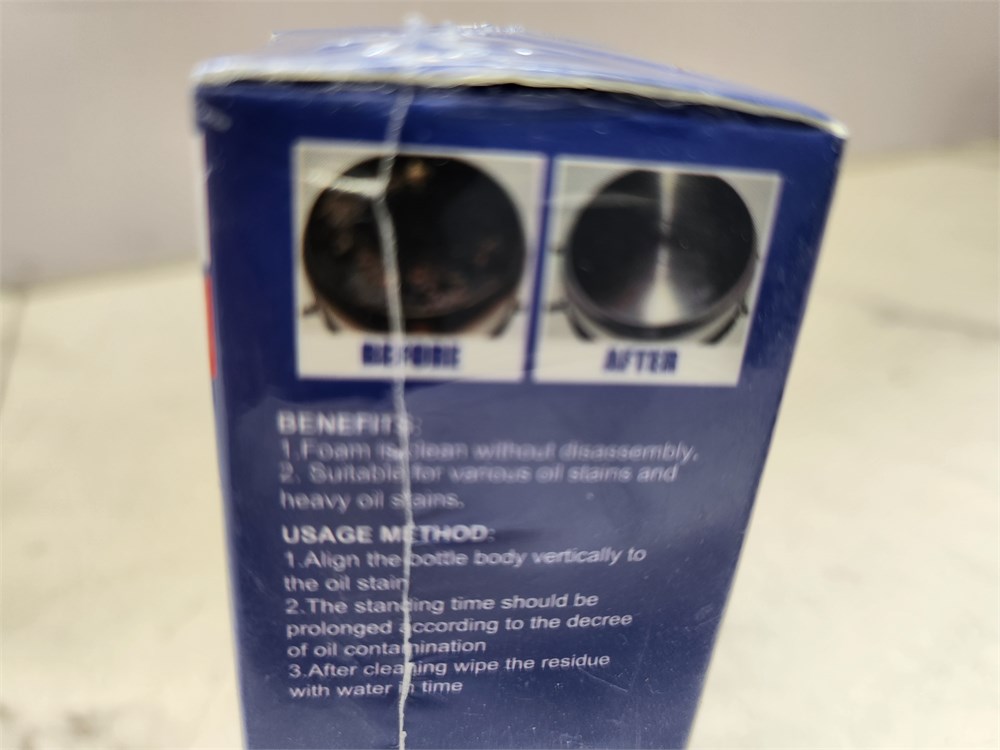 BEFORE
AFTER
BENEFITS:
1.Foam is clean without disassembly.
2. Suitable for various oil stains and
heavy oil stains.
USAGE METHOD:
1.Align the bottle body vertically to
the oil stain
2.The standing time should be
prolonged according to the decree
of oil contamination
3.After cleaning wipe the residue
with water in time